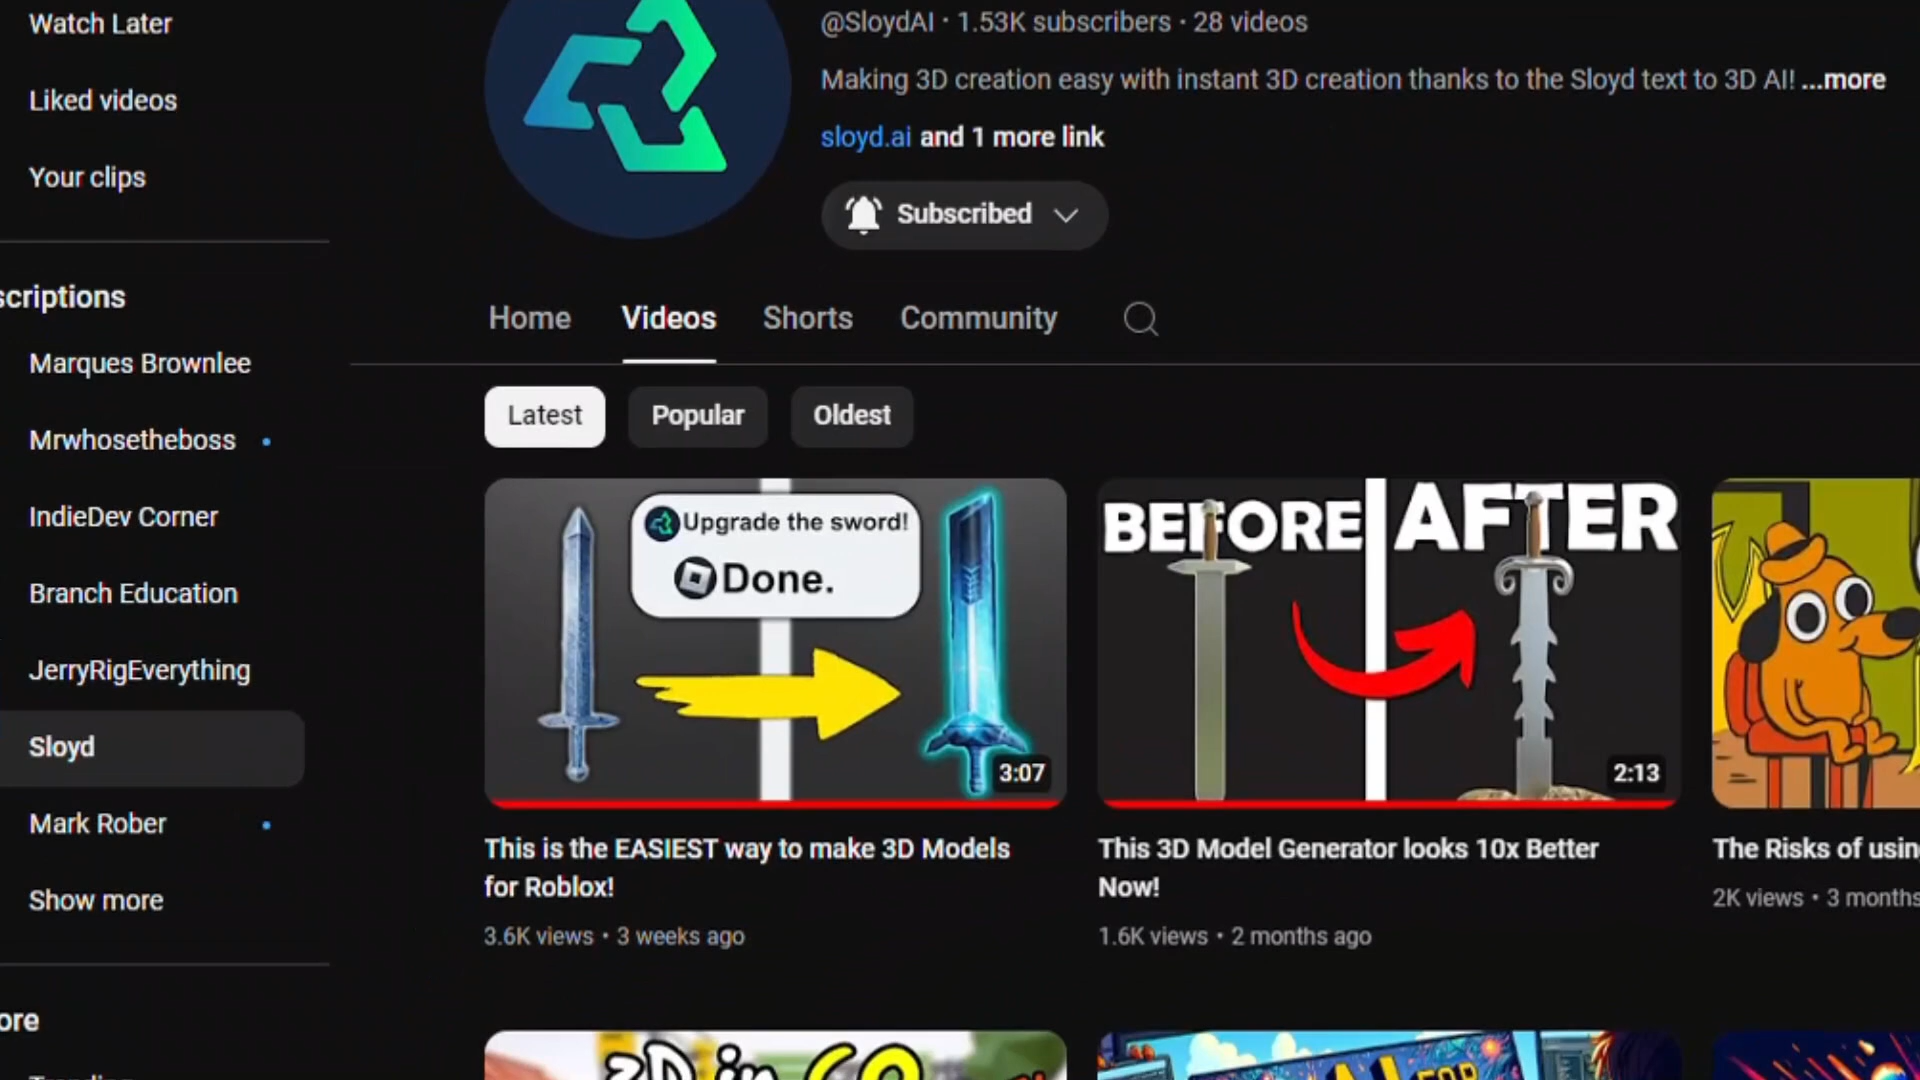 Watch Later
Liked videos
Your clips
scriptions
Marques Brownlee
Mrwhosetheboss
IndieDev Corner
Branch Education
JerryRigEverything
Sloyd
Mark Rober
Show more
ore
@SloydAI · 1.53K subscribers · 28 videos
Making 3D creation easy with instant 3D creation thanks to the Sloyd text to 3D AI! ...more
sloyd.ai and 1 more link
Subscribed
Home Videos Shorts Community
Latest Popular Oldest
Upgrade the sword!
Done.
3:07
This is the EASIEST way to make 3D Models
for Roblox!
3.6K views • 3 weeks ago
BEFORE AFTER
2:13
This 3D Model Generator looks 10x Better
Now!
1.6K views • 2 months ago
The Risks of usin
2K views • 3 months
3D in 60
AI FOR